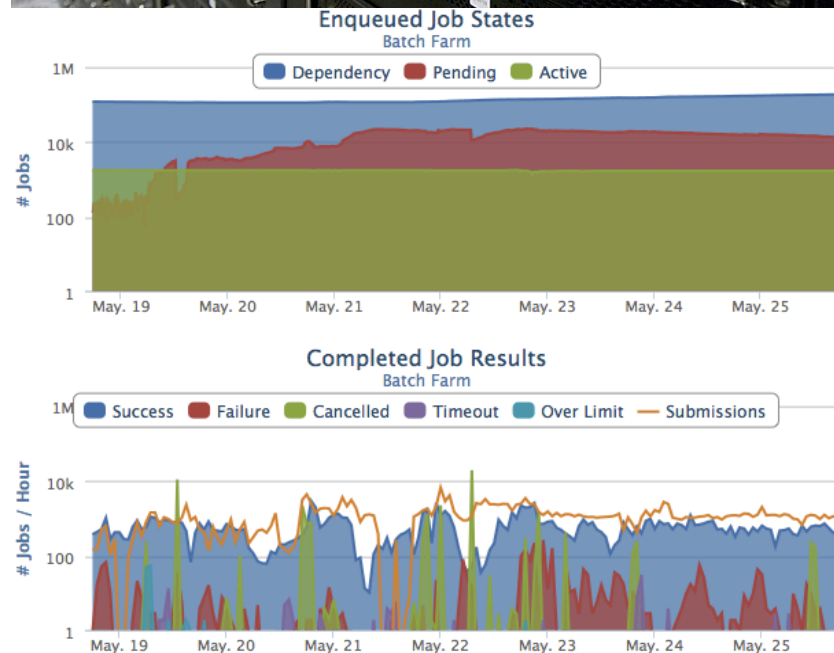 Enqueued Job States
Batch Farm
Dependency Pending Active
1M
10k
100
1
# Jobs
May. 19 May. 20 May. 21 May. 22 May. 23 May. 24 May. 25
Completed Job Results
Batch Farm
Success Failure Cancelled Timeout Over Limit Submissions
1M
10k
100
1
# Jobs / Hour
May. 19 May. 20 May. 21 May. 22 May. 23 May. 24 May. 25